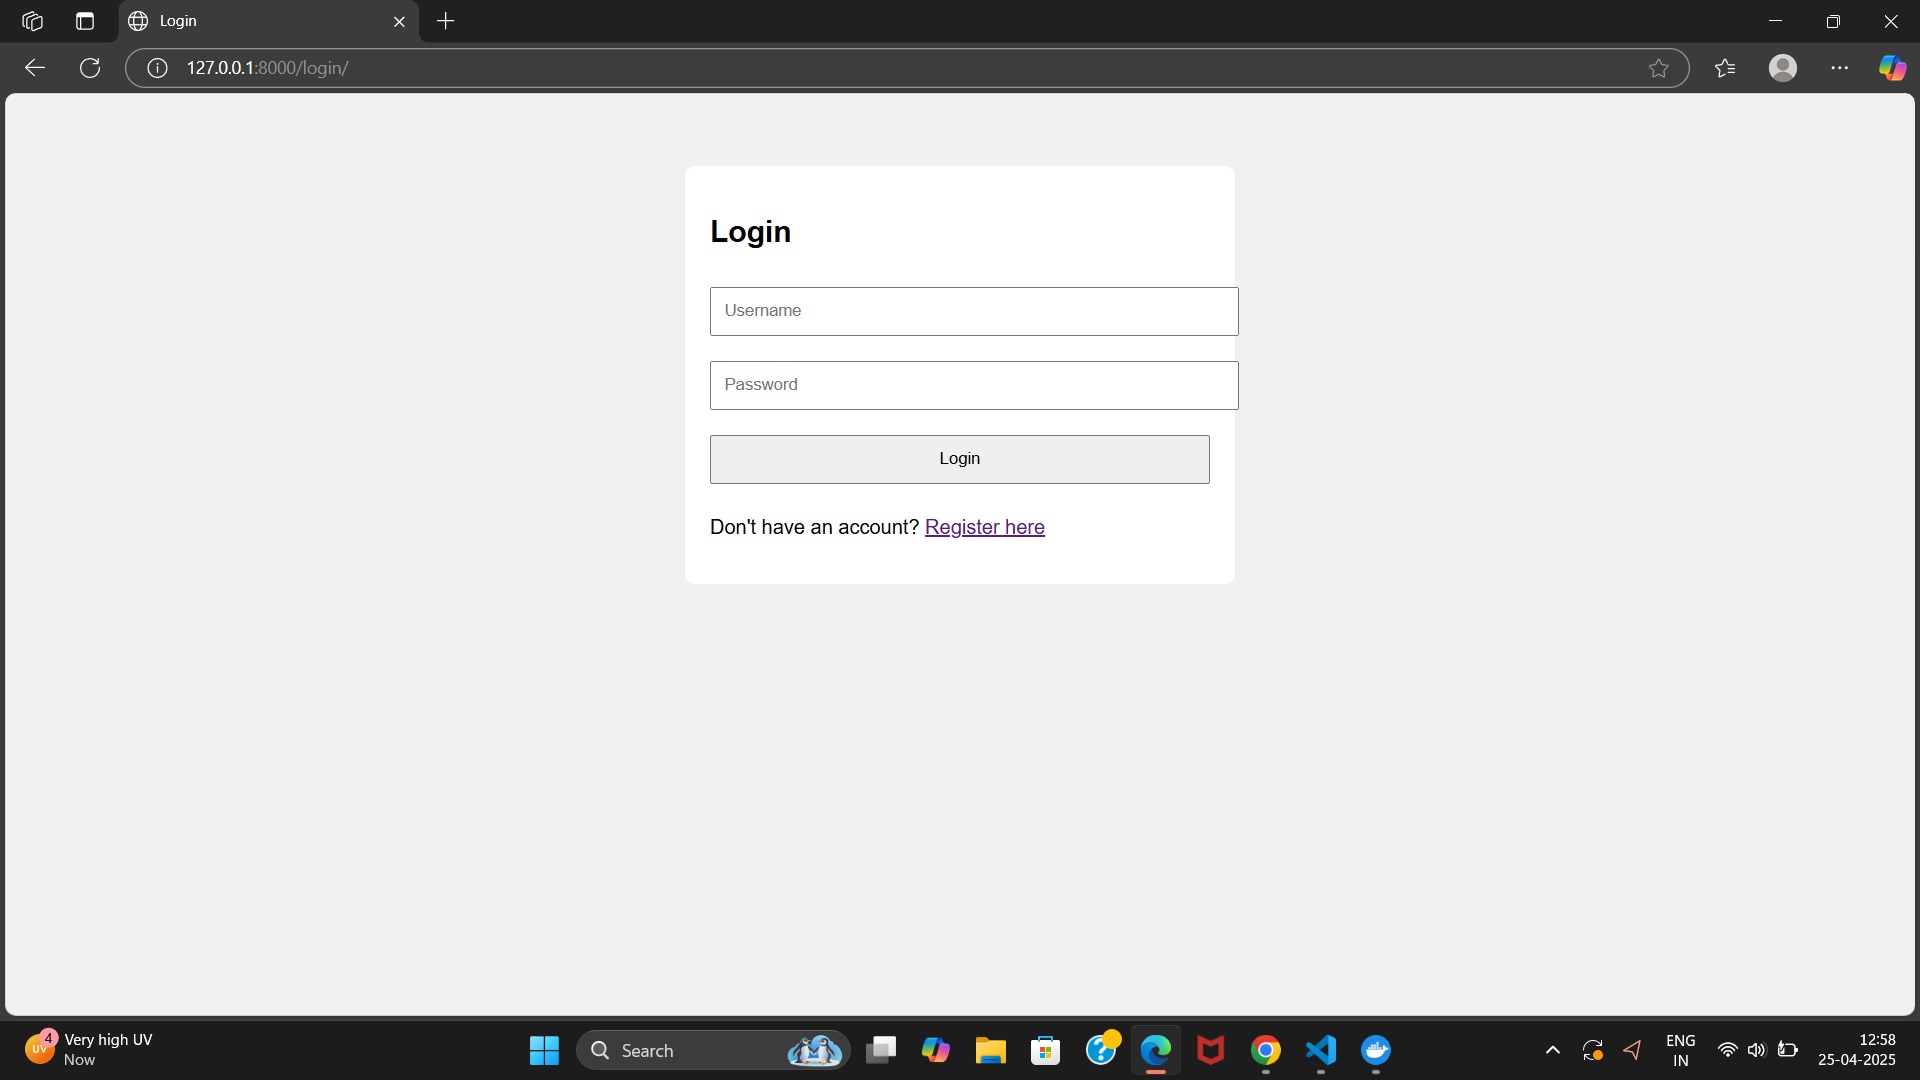 Login
127.0.0.1:8000/login/
Login
Username
Password
Login
Don't have an account? Register here
4
UV
Very high UV
Now
Search
ENG
IN
12:58
25-04-2025